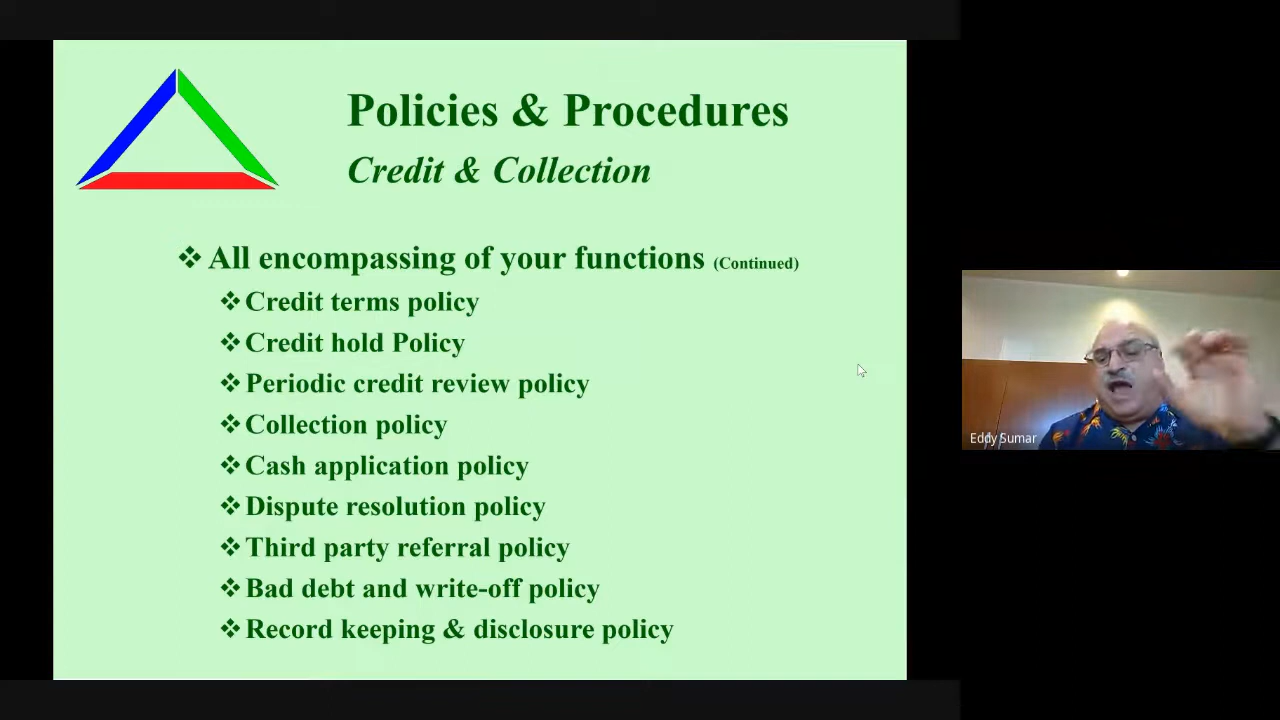 Policies & Procedures
Credit & Collection
❖ All encompassing of your functions (Continued)
❖ Credit terms policy
❖ Credit hold Policy
❖ Periodic credit review policy
❖ Collection policy
❖ Cash application policy
❖ Dispute resolution policy
❖ Third party referral policy
❖ Bad debt and write-off policy
❖ Record keeping & disclosure policy
Eddy Sumar